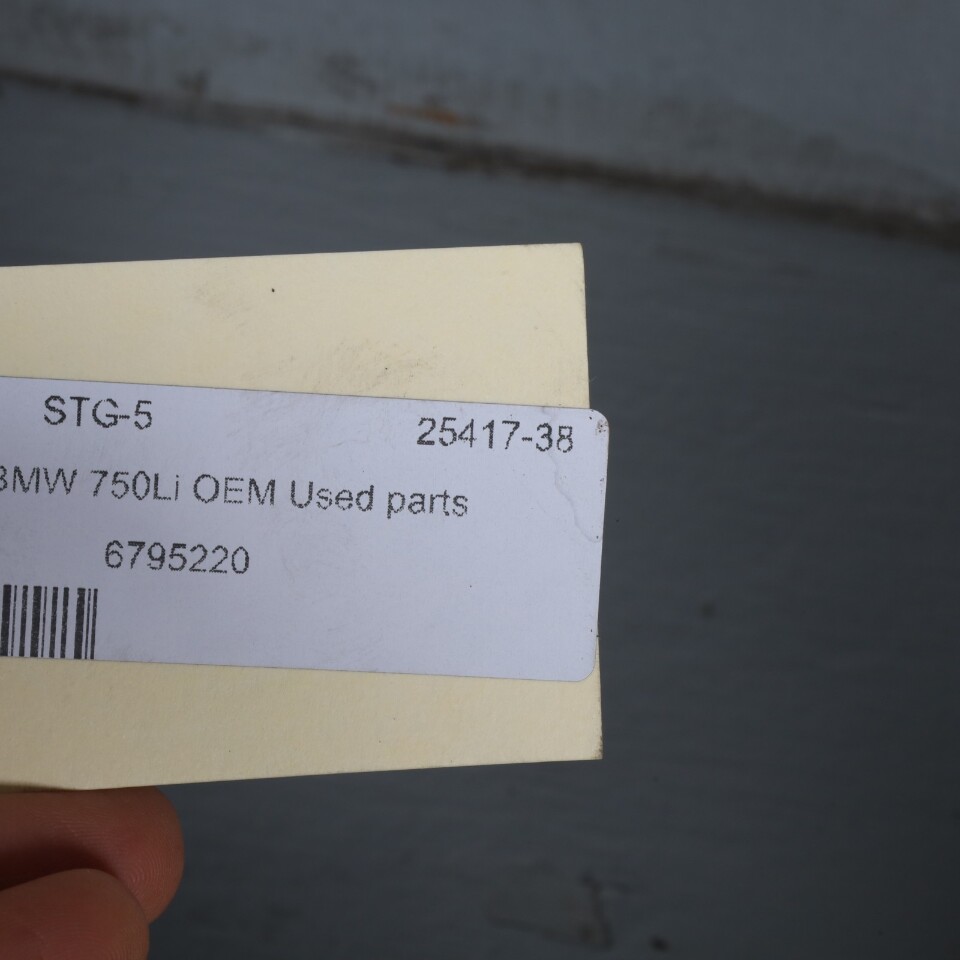 STG-5 25417-38
BMW 750Li OEM Used parts
6795220